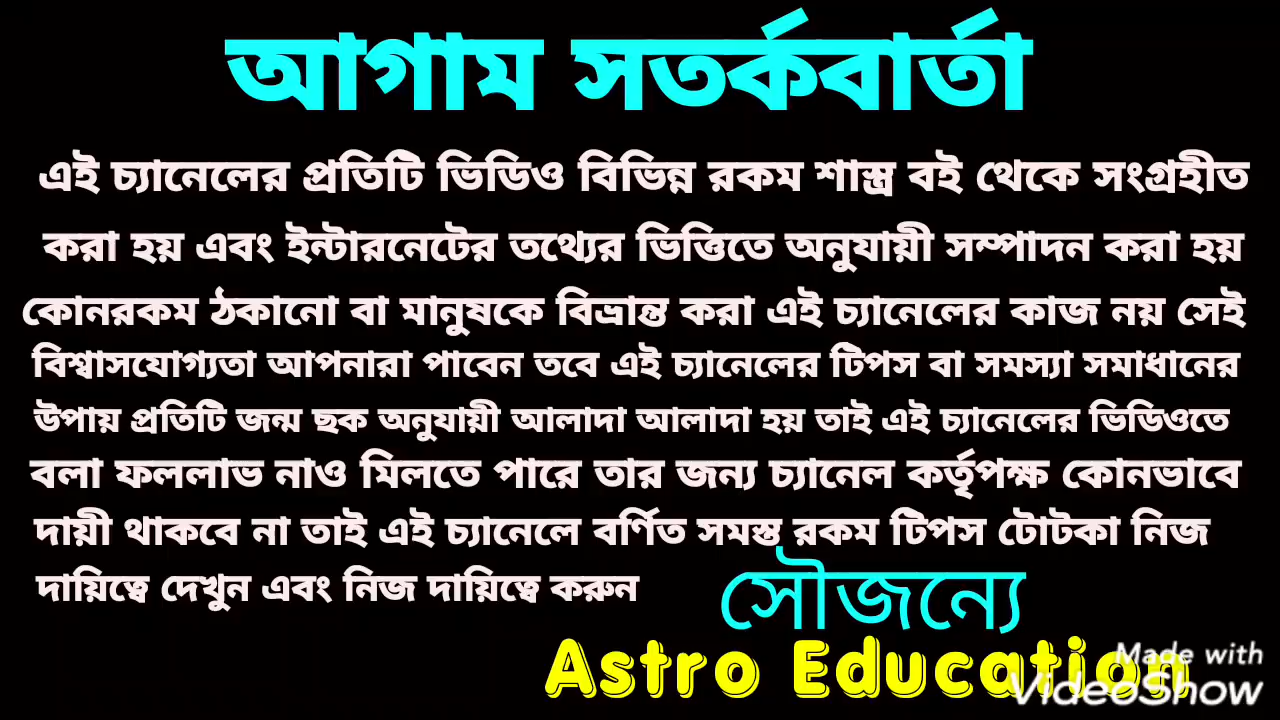 আগাম সতর্কবার্তা
এই চ্যানেলের প্রতিটি ভিডিও বিভিন্ন রকম শাস্ত্র বই থেকে সংগ্রহীত
করা হয় এবং ইন্টারনেটের তথ্যের ভিত্তিতে অনুযায়ী সম্পাদন করা হয়
কোনরকম ঠকানো বা মানুষকে বিভ্রান্ত করা এই চ্যানেলের কাজ নয় সেই
বিশ্বাসযোগ্যতা আপনারা পাবেন তবে এই চ্যানেলের টিপস বা সমস্যা সমাধানের
উপায় প্রতিটি জন্ম ছক অনুযায়ী আলাদা আলাদা হয় তাই এই চ্যানেলের ভিডিওতে
বলা ফললাভ নাও মিলতে পারে তার জন্য চ্যানেল কর্তৃপক্ষ কোনভাবে
দায়ী থাকবে না তাই এই চ্যানেলে বর্ণিত সমস্ত রকম টিপস টোটকা নিজ
দায়িত্বে দেখুন এবং নিজ দায়িত্বে করুন
সৌজন্যে
Astro Education
Made with
VideoShow